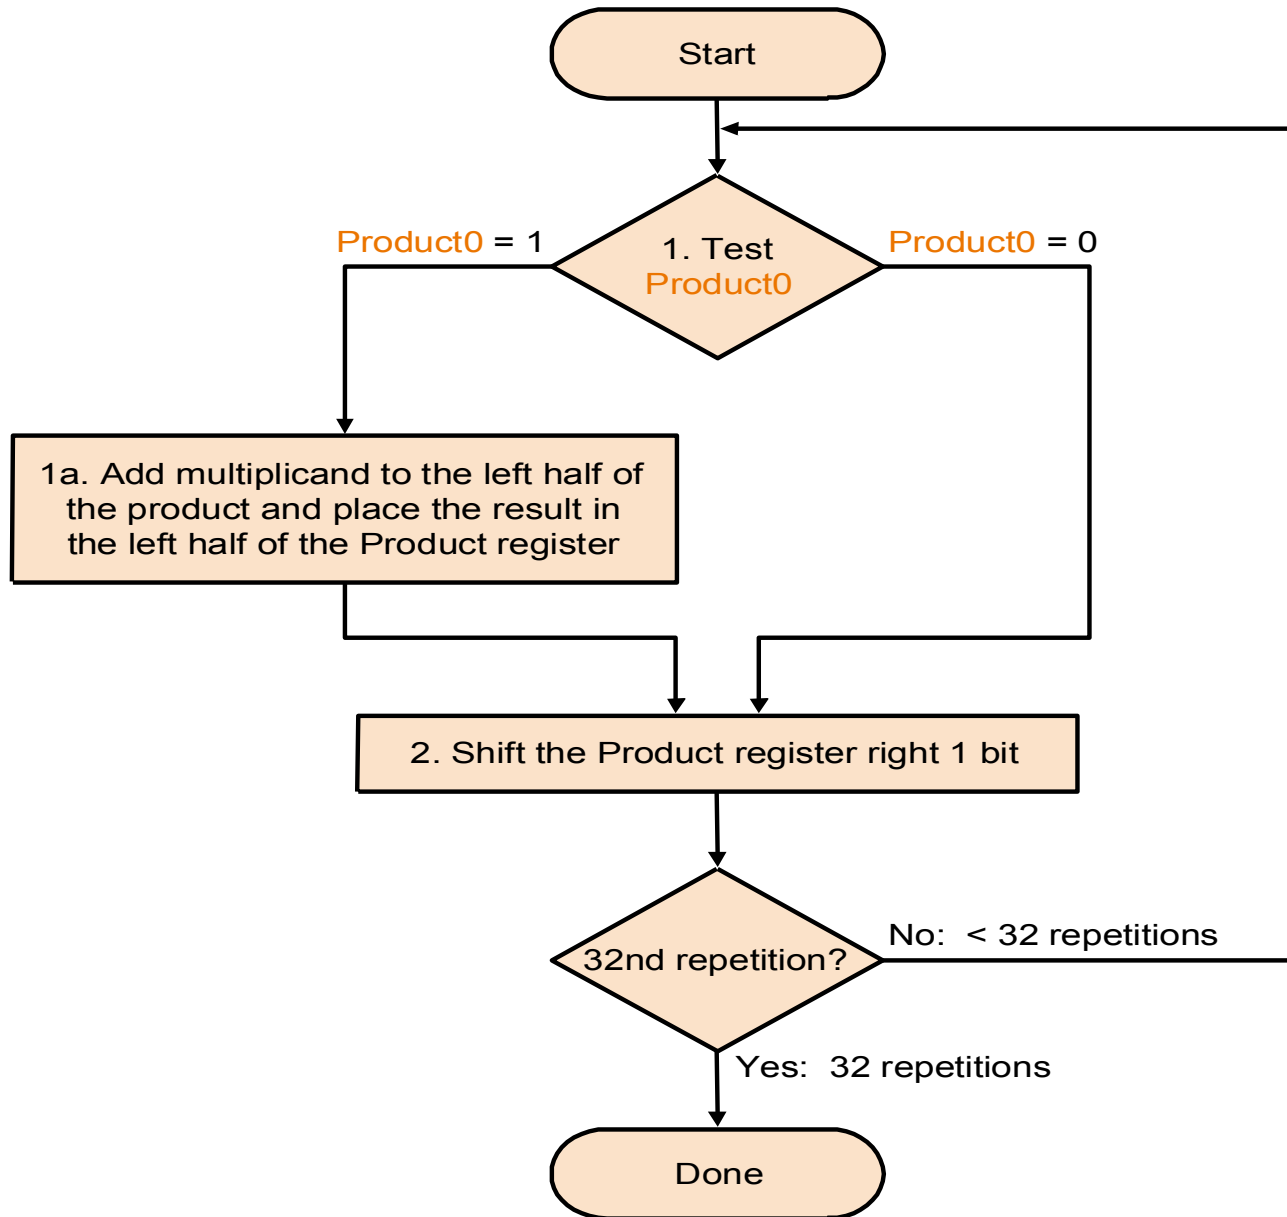 Start
Product0 = 1
1. Test
Product0
Product0 = 0
1a. Add multiplicand to the left half of
the product and place the result in
the left half of the Product register
2. Shift the Product register right 1 bit
32nd repetition?
No: < 32 repetitions
Yes: 32 repetitions
Done